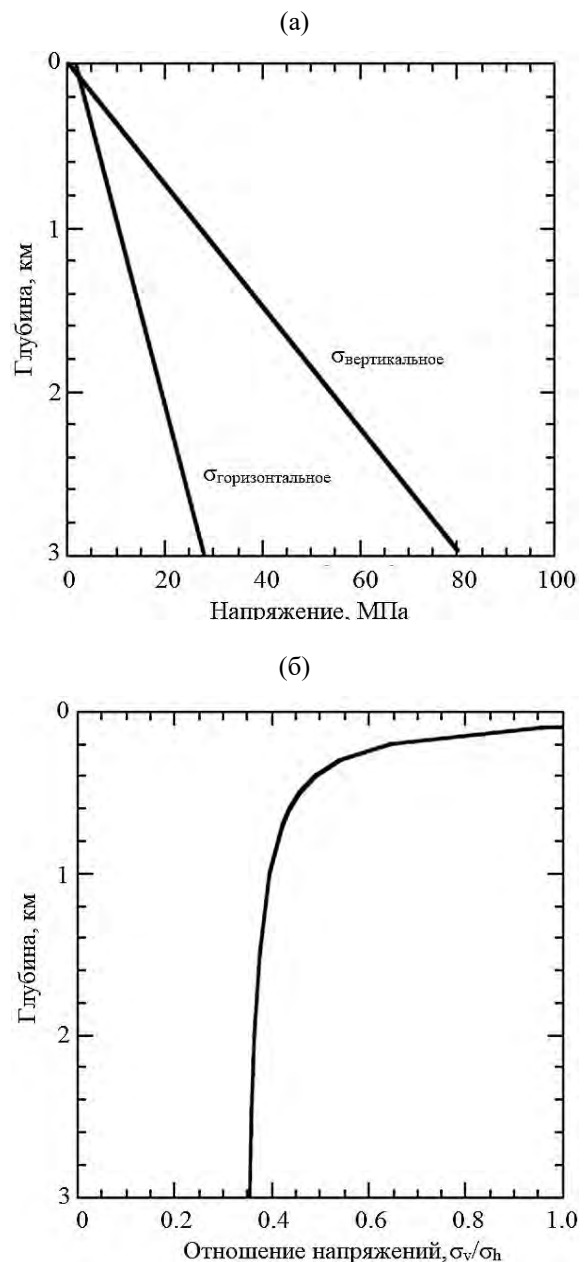 (а)
0
1
2
3
Глубина, км
σвертикальное
σгоризонтальное
0 20 40 60 80 100
Напряжение, МПа
(б)
0
1
2
3
Глубина, км
0 0.2 0.4 0.6 0.8 1.0
Отношение напряжений, σv/σh